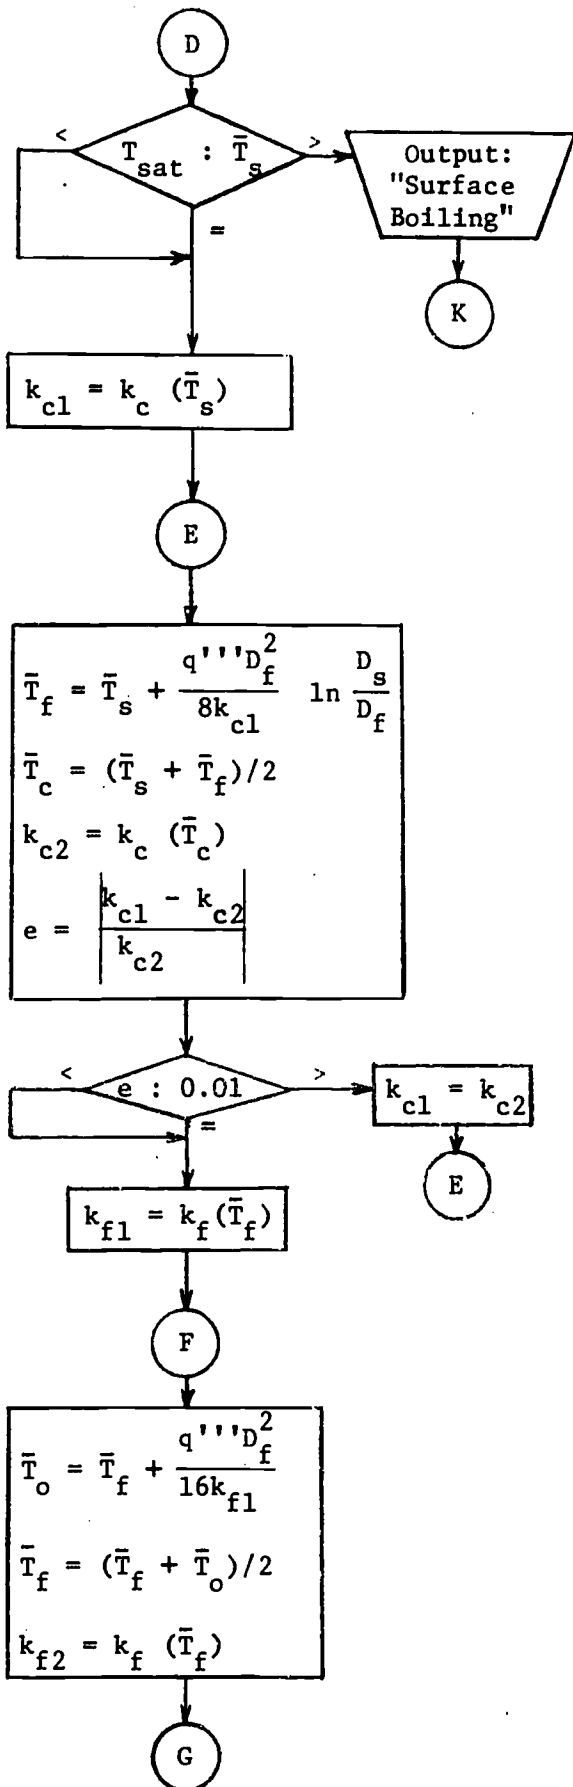 D
<
T_sat : T̄_s
>
=
Output:
"Surface
Boiling"
K
k_c1 = k_c (T̄_s)
E
T̄_f = T̄_s + q'''D_f^2 / 8k_c1 ln D_s / D_f
T̄_c = (T̄_s + T̄_f)/2
k_c2 = k_c (T̄_c)
e = |k_c1 - k_c2 / k_c2|
<
e : 0.01
>
=
k_c1 = k_c2
E
k_f1 = k_f(T̄_f)
F
T̄_o = T̄_f + q'''D_f^2 / 16k_f1
T̄_f = (T̄_f + T̄_o)/2
k_f2 = k_f (T̄_f)
G